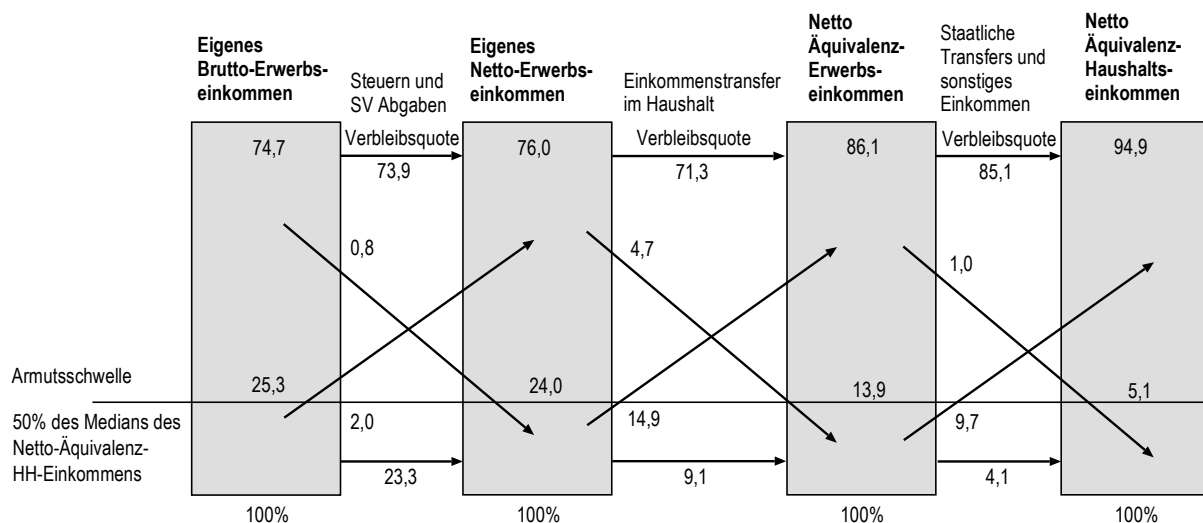 Eigenes
Brutto-Erwerbs-
einkommen
Steuern und
SV Abgaben
Eigenes
Netto-Erwerbs-
einkommen
Einkommenstransfer
im Haushalt
Netto
Äquivalenz-
Erwerbs-
einkommen
Staatliche
Transfers und
sonstiges
Einkommen
Netto
Äquivalenz-
Haushalts-
einkommen
74,7
Verbleibsquote
73,9
76,0
Verbleibsquote
71,3
86,1
Verbleibsquote
85,1
94,9
0,8
4,7
1,0
Armutsschwelle
25,3
24,0
13,9
5,1
50% des Medians des
Netto-Äquivalenz-
HH-Einkommens
2,0
14,9
9,7
23,3
9,1
4,1
100%
100%
100%
100%